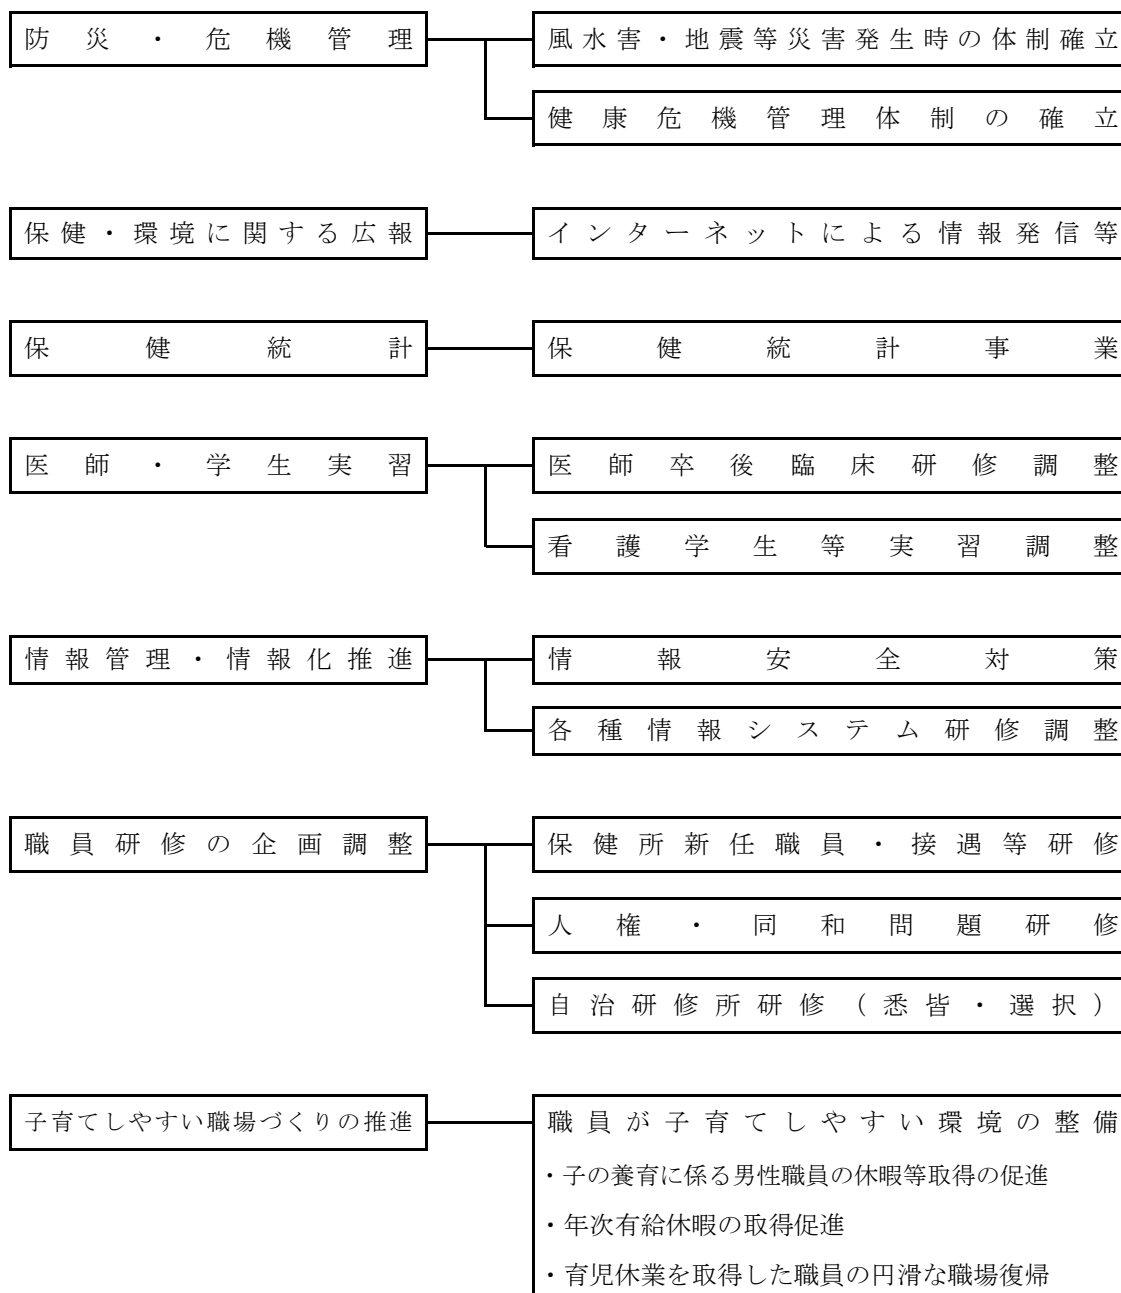 防災・危機管理
風水害・地震等災害発生時の体制確立
健康危機管理体制の確立
保健・環境に関する広報
インターネットによる情報発信等
保健統計
保健統計事業
医師・学生実習
医師卒後臨床研修調整
看護学生等実習調整
情報管理・情報化推進
情報安全対策
各種情報システム研修調整
職員研修の企画調整
保健所新任職員・接遇等研修
人権・同和問題研修
自治研修所研修（悉皆・選択）
子育てしやすい職場づくりの推進
職員が子育てしやすい環境の整備
・子の養育に係る男性職員の休暇等取得の促進
・年次有給休暇の取得促進
・育児休業を取得した職員の円滑な職場復帰